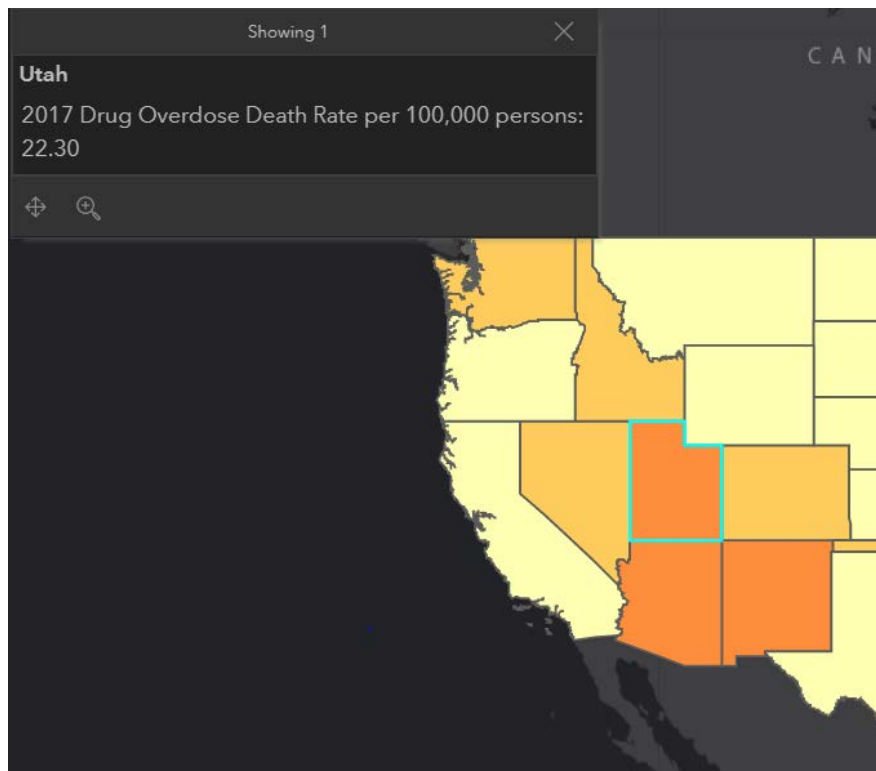 Showing 1
Utah
2017 Drug Overdose Death Rate per 100,000 persons:
22.30
CAN